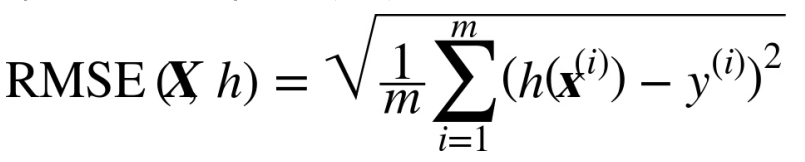 RMSE (X, h) = √(1/m ∑_{i=1}^{m} (h(x^{(i)}) − y^{(i)})^2)